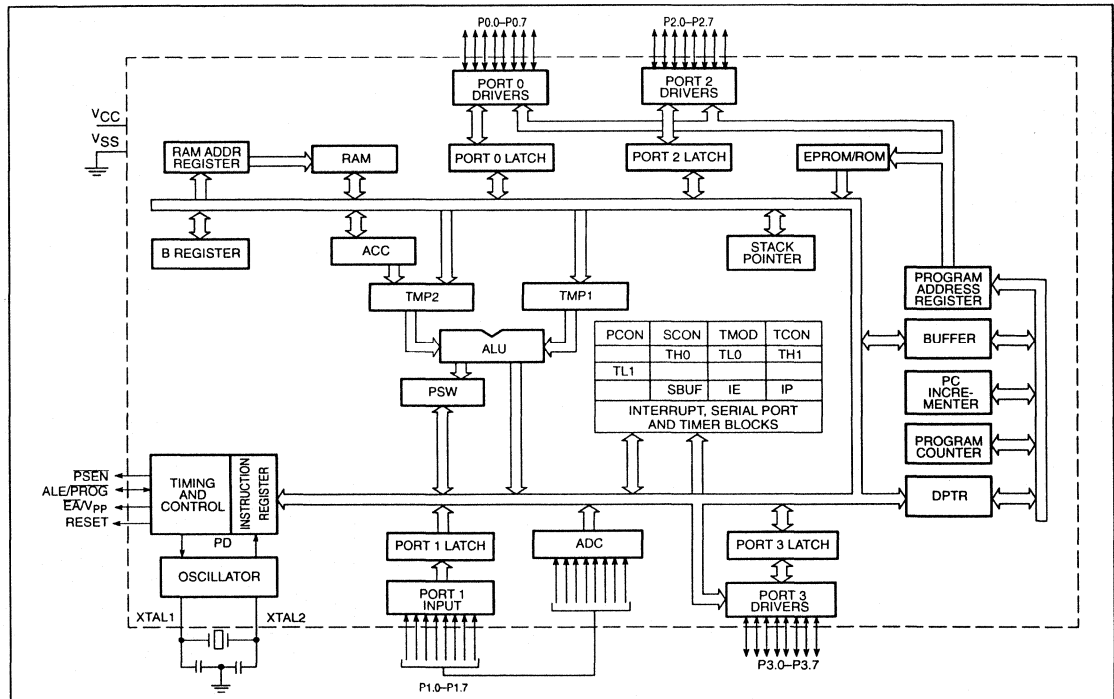 P0.0–P0.7
P2.0–P2.7
PORT 0
DRIVERS
PORT 2
DRIVERS
VCC
VSS
RAM ADDR
REGISTER
RAM
PORT 0 LATCH
PORT 2 LATCH
EPROM/ROM
B REGISTER
ACC
STACK
POINTER
TMP2
TMP1
PROGRAM
ADDRESS
REGISTER
ALU
PCON SCON TMOD TCON
TH0 TL0 TH1
TL1
SBUF IE IP
INTERRUPT, SERIAL PORT
AND TIMER BLOCKS
BUFFER
PSW
PC
INCRE-
MENTER
PROGRAM
COUNTER
PSEN
ALE/PROG
EA/VPP
RESET
TIMING
AND
CONTROL
INSTRUCTION
REGISTER
DPTR
PD
PORT 1 LATCH
ADC
PORT 3 LATCH
OSCILLATOR
PORT 1
INPUT
PORT 3
DRIVERS
XTAL1
XTAL2
P1.0–P1.7
P3.0–P3.7